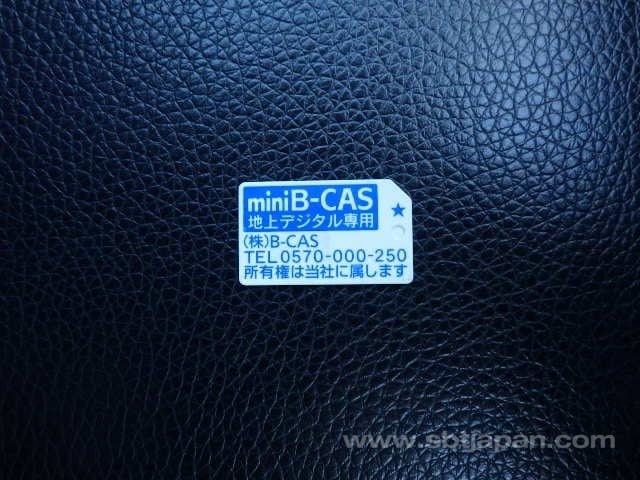 miniB-CAS
地上デジタル専用
★
(株)B-CAS
TEL0570-000-250
所有権は当社に属します
www.sbtjapan.com